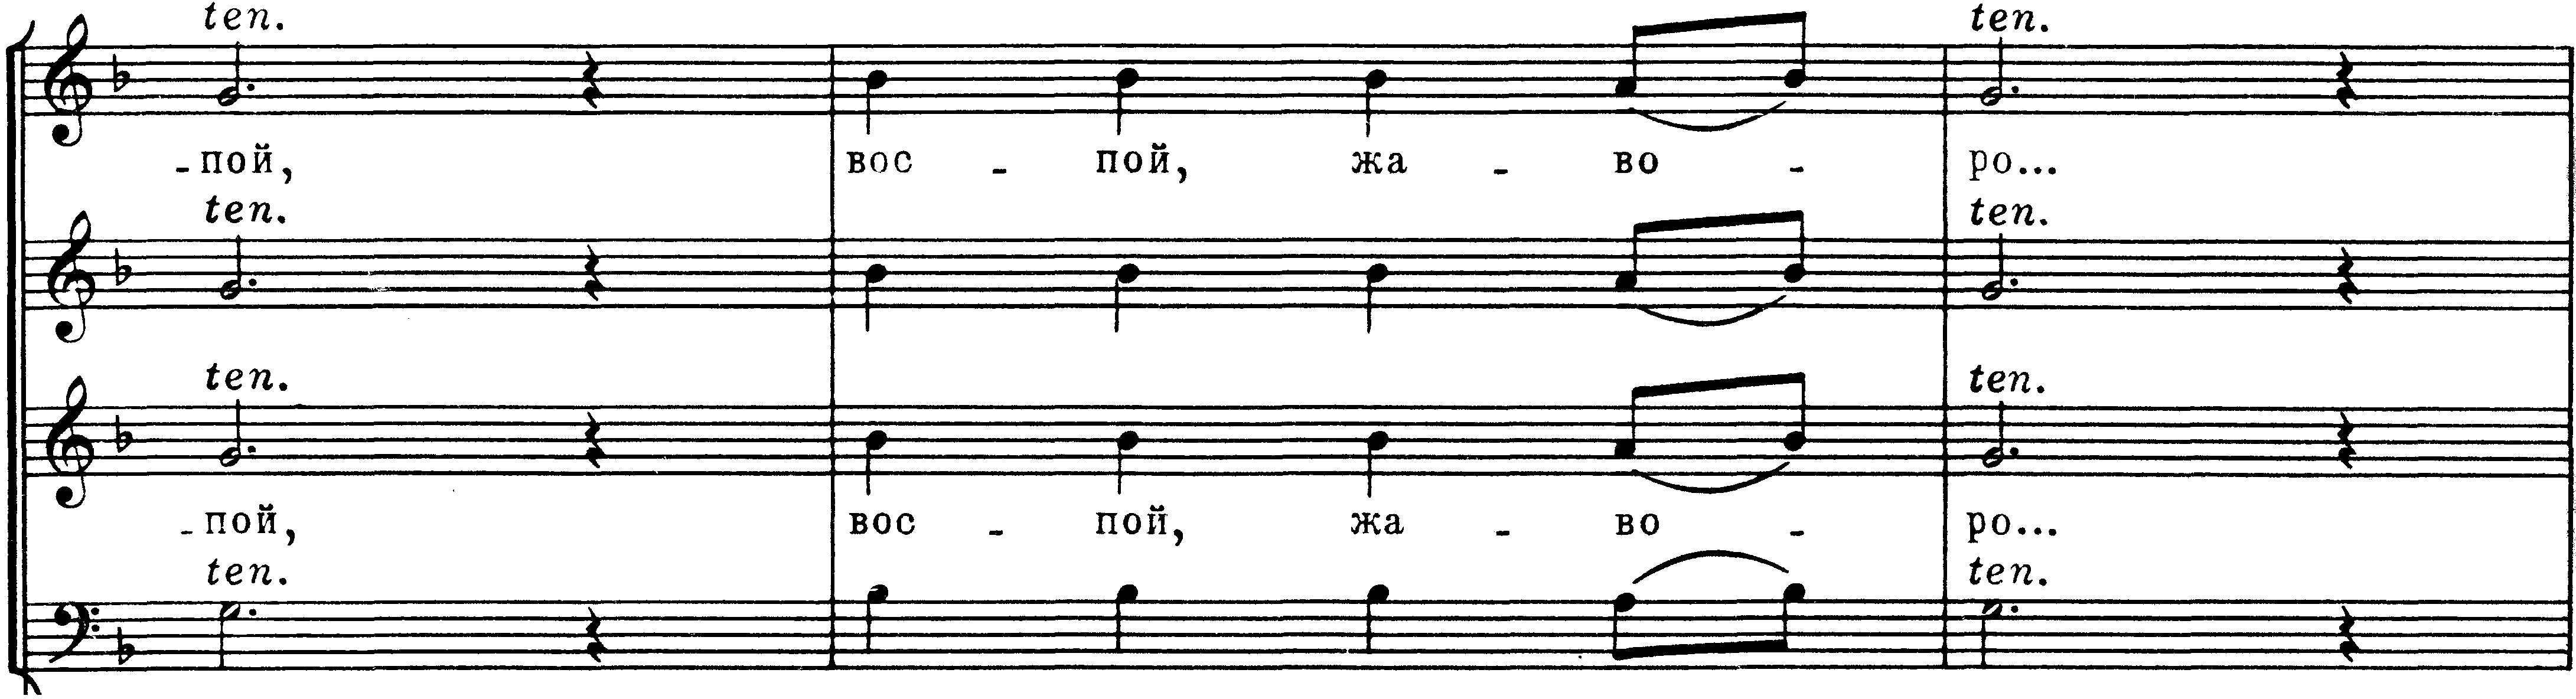 ten. ten.
-пой, вос - пой, жа - во - ро...
ten. ten.
ten. ten.
-пой, вос - пой, жа - во - ро...
ten. ten.